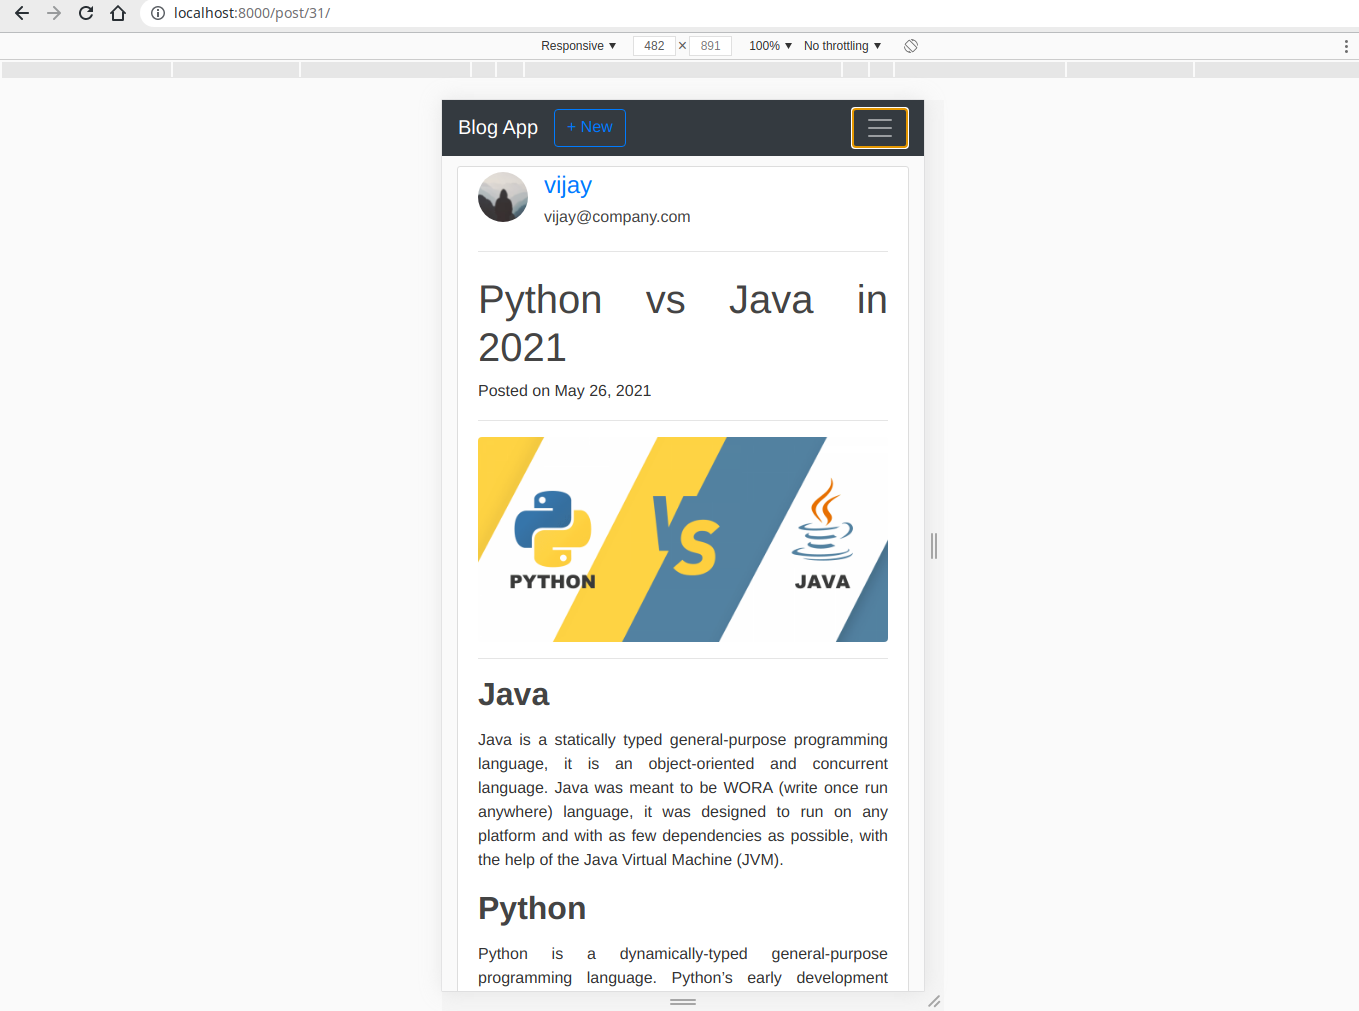 localhost:8000/post/31/
Responsive 482 × 891 100% No throttling
Blog App + New
vijay
vijay@company.com
Python vs Java in
2021
Posted on May 26, 2021
PYTHON VS JAVA
Java
Java is a statically typed general-purpose programming
language, it is an object-oriented and concurrent
language. Java was meant to be WORA (write once run
anywhere) language, it was designed to run on any
platform and with as few dependencies as possible, with
the help of the Java Virtual Machine (JVM).
Python
Python is a dynamically-typed general-purpose
programming language. Python’s early development